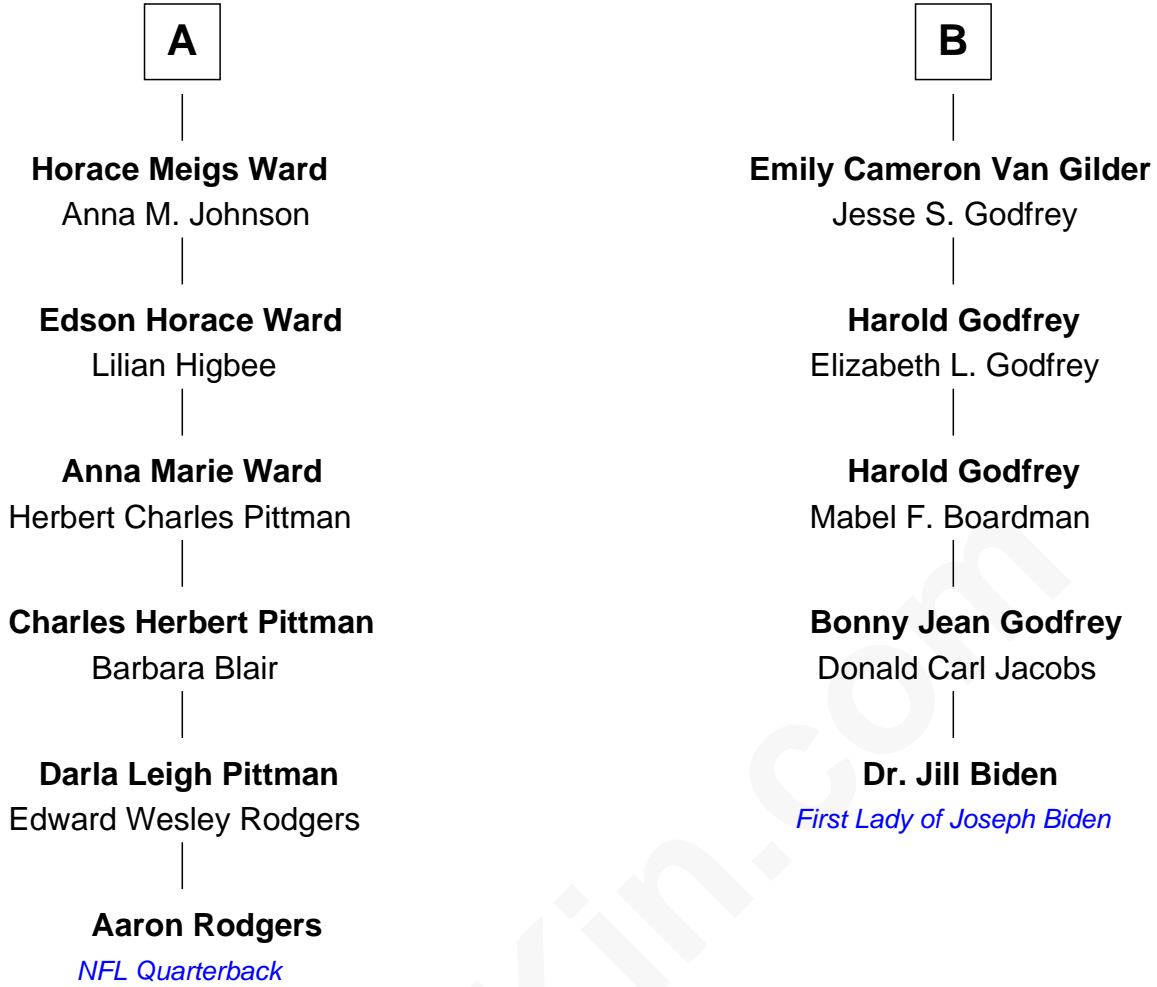 A
Horace Meigs Ward
Anna M. Johnson
Edson Horace Ward
Lilian Higbee
Anna Marie Ward
Herbert Charles Pittman
Charles Herbert Pittman
Barbara Blair
Darla Leigh Pittman
Edward Wesley Rodgers
Aaron Rodgers
NFL Quarterback
B
Emily Cameron Van Gilder
Jesse S. Godfrey
Harold Godfrey
Elizabeth L. Godfrey
Harold Godfrey
Mabel F. Boardman
Bonny Jean Godfrey
Donald Carl Jacobs
Dr. Jill Biden
First Lady of Joseph Biden
Kin.com